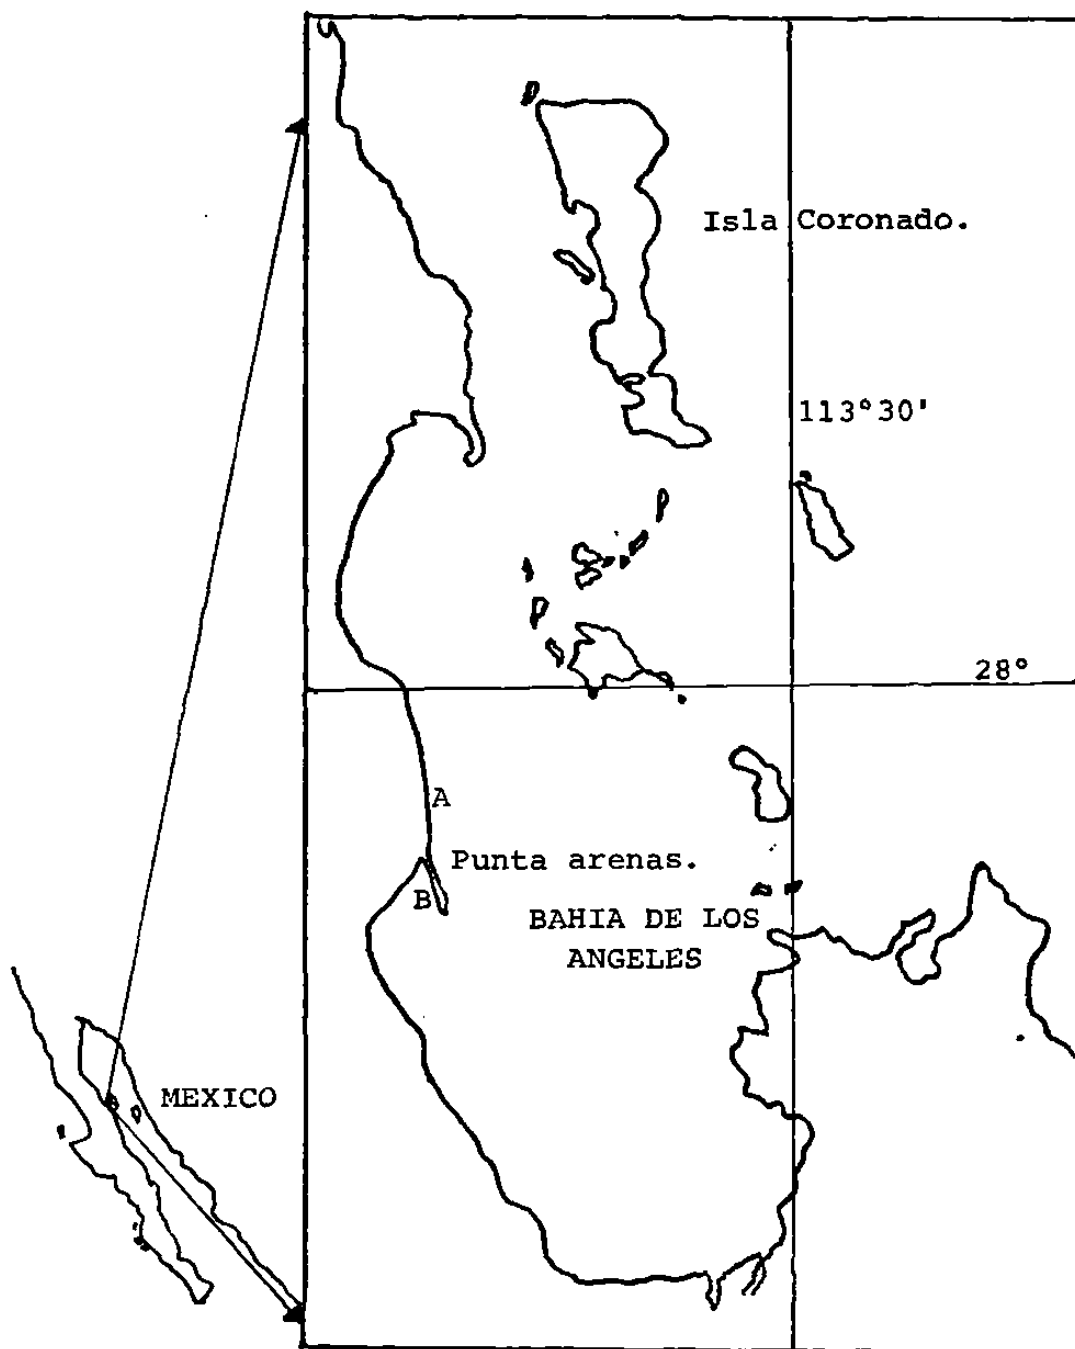 Isla Coronado.
113°30'
28°
A
Punta arenas.
B
BAHIA DE LOS
ANGELES
MEXICO